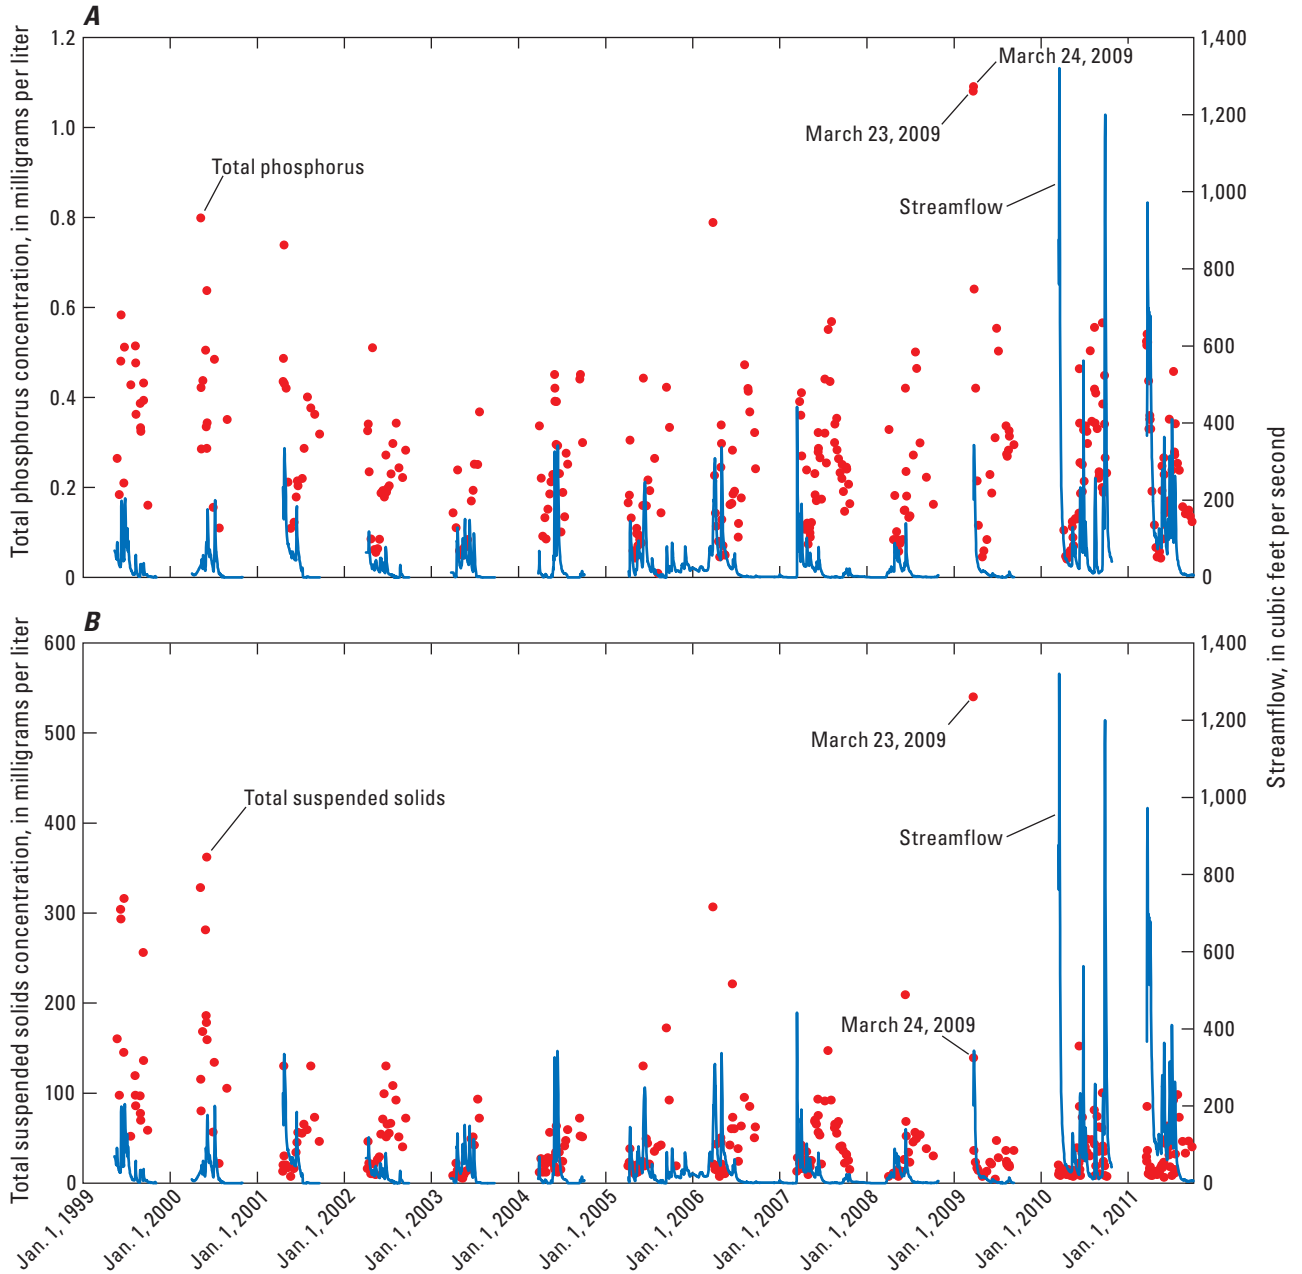 A
Total phosphorus concentration, in milligrams per liter
1.2
1.0
0.8
0.6
0.4
0.2
0
1,400
1,200
1,000
800
600
400
200
0
March 24, 2009
March 23, 2009
Total phosphorus
Streamflow
Streamflow, in cubic feet per second
B
Total suspended solids concentration, in milligrams per liter
600
500
400
300
200
100
0
1,400
1,200
1,000
800
600
400
200
0
March 23, 2009
Total suspended solids
Streamflow
March 24, 2009
Jan. 1, 1999
Jan. 1, 2000
Jan. 1, 2001
Jan. 1, 2002
Jan. 1, 2003
Jan. 1, 2004
Jan. 1, 2005
Jan. 1, 2006
Jan. 1, 2007
Jan. 1, 2008
Jan. 1, 2009
Jan. 1, 2010
Jan. 1, 2011